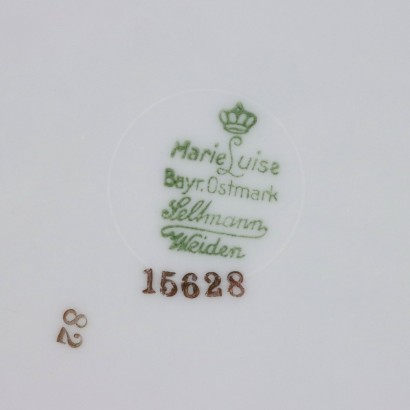 Marie Luise
Bayr. Ostmark
Seltmann
Weiden
15628
82